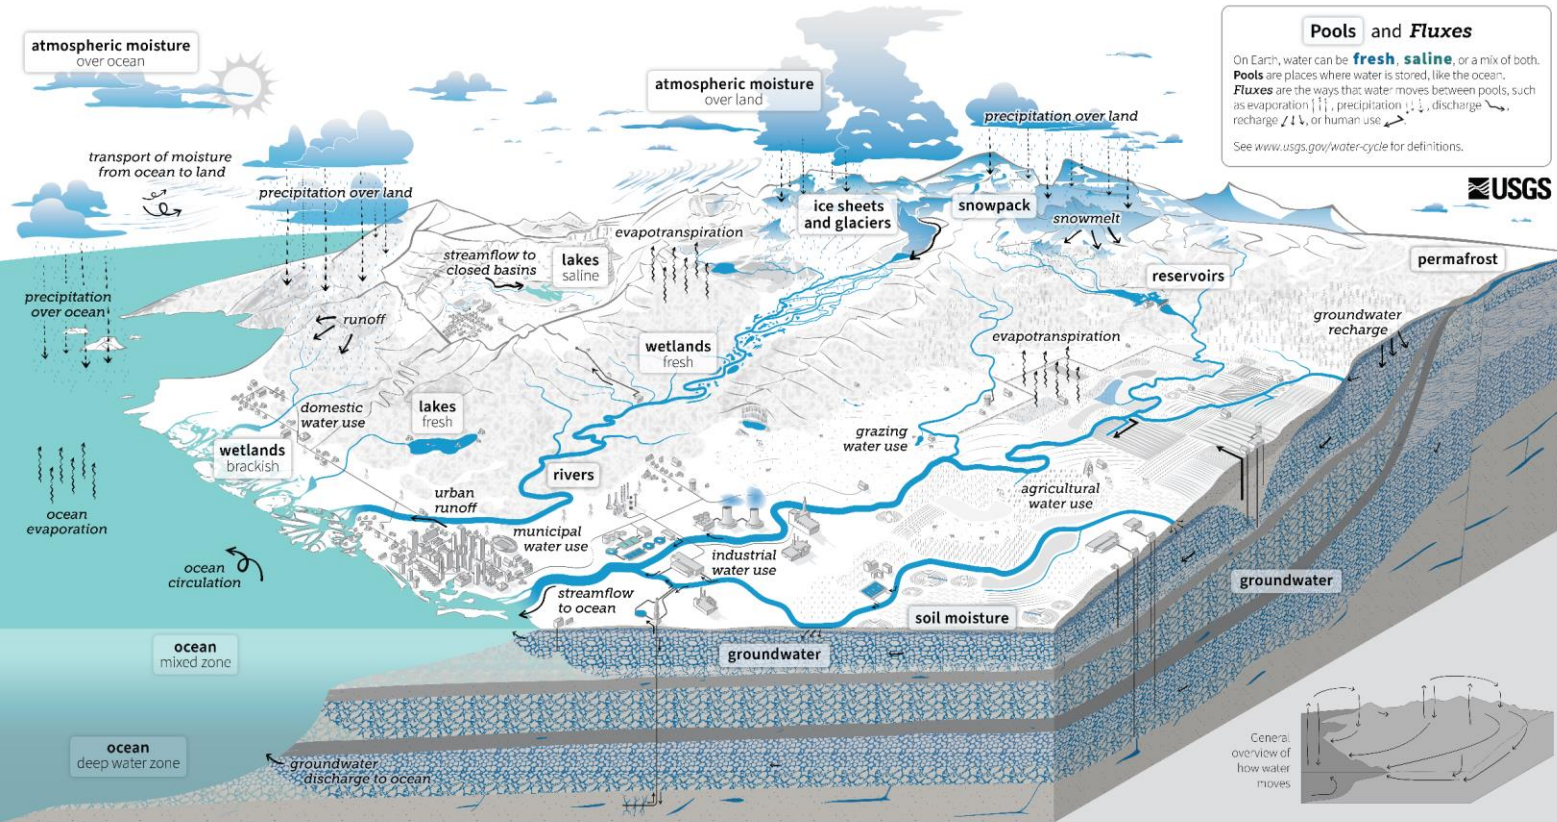 atmospheric moisture
over ocean
atmospheric moisture
over land
precipitation over land
Pools and Fluxes
On Earth, water can be fresh, saline, or a mix of both.
Pools are places where water is stored, like the ocean.
Fluxes are the ways that water moves between pools, such
as evaporation , precipitation , discharge ,
recharge , or human use .
See www.usgs.gov/water-cycle for definitions.
USGS
transport of moisture
from ocean to land
precipitation over land
ice sheets
and glaciers
snowpack
snowmelt
evapotranspiration
streamflow to
closed basins
lakes
saline
permafrost
reservoirs
precipitation
over ocean
runoff
groundwater
recharge
evapotranspiration
wetlands
fresh
domestic
water use
lakes
fresh
grazing
water use
wetlands
brackish
rivers
agricultural
water use
urban
runoff
ocean
evaporation
municipal
water use
industrial
water use
ocean
circulation
streamflow
to ocean
groundwater
soil moisture
ocean
mixed zone
groundwater
ocean
deep water zone
groundwater
discharge to ocean
General
overview of
how water
moves